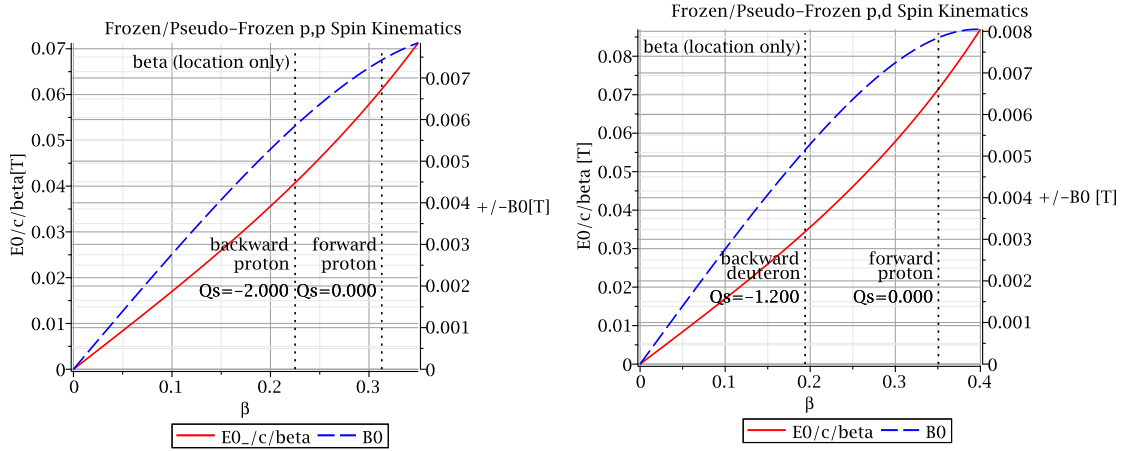 Frozen/Pseudo-Frozen p,p Spin Kinematics
0.07
0.06
0.05
0.04
0.03
0.02
0.01
0
E0/c/beta[T]
beta (location only)
backward
proton
Qs=-2.000
forward
proton
Qs=0.000
0.007
0.006
0.005
0.004
0.003
0.002
0.001
0
+/-B0[T]
0
0.1
0.2
0.3
β
E0_/c/beta
B0
Frozen/Pseudo-Frozen p,d Spin Kinematics
0.08
0.07
0.06
0.05
0.04
0.03
0.02
0.01
0
E0/c/beta [T]
beta (location only)
backward
deuteron
Qs=-1.200
forward
proton
Qs=0.000
0.008
0.007
0.006
0.005
0.004
0.003
0.002
0.001
0
+/-B0 [T]
0
0.1
0.2
0.3
0.4
β
E0/c/beta
B0